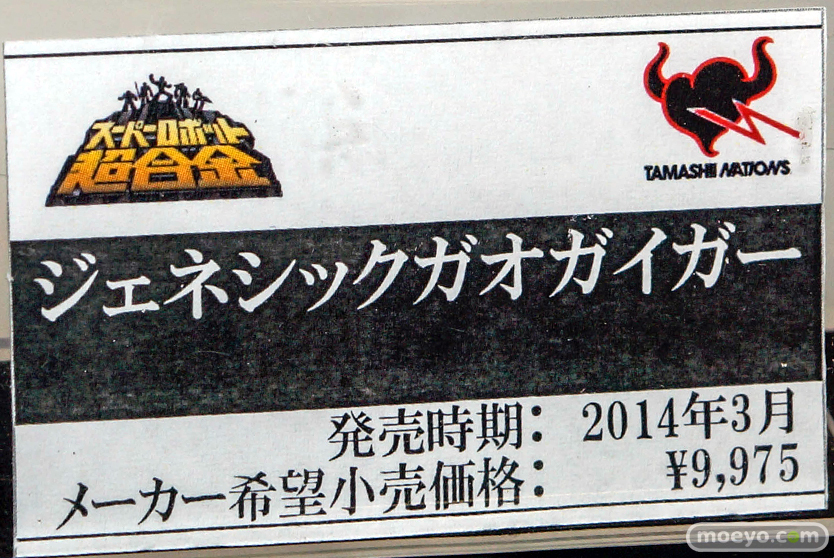 スーパーロボット
超合金
TAMASHII NATIONS
ジェネシックガオガイガー
発売時期: 2014年3月
メーカー希望小売価格: ¥9,975
moeyo.com